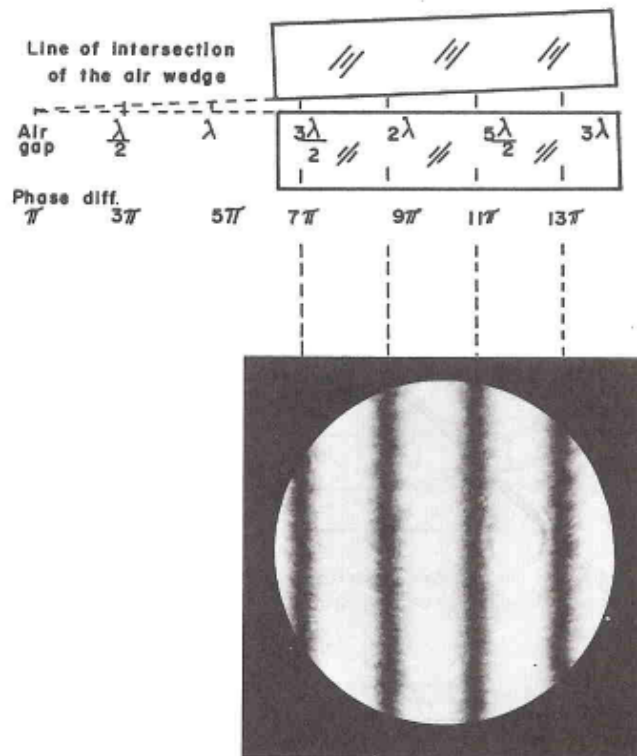 Line of intersection
of the air wedge
Air gap λ/2 λ 3λ/2 2λ 5λ/2 3λ
Phase diff.
π 3π 5π 7π 9π 11π 13π